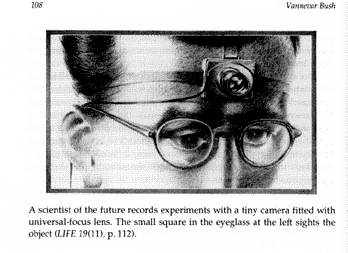 108
Vannevar Bush
A scientist of the future records experiments with a tiny camera fitted with
universal-focus lens. The small square in the eyeglass at the left sights the
object (LIFE 19(11), p. 112).